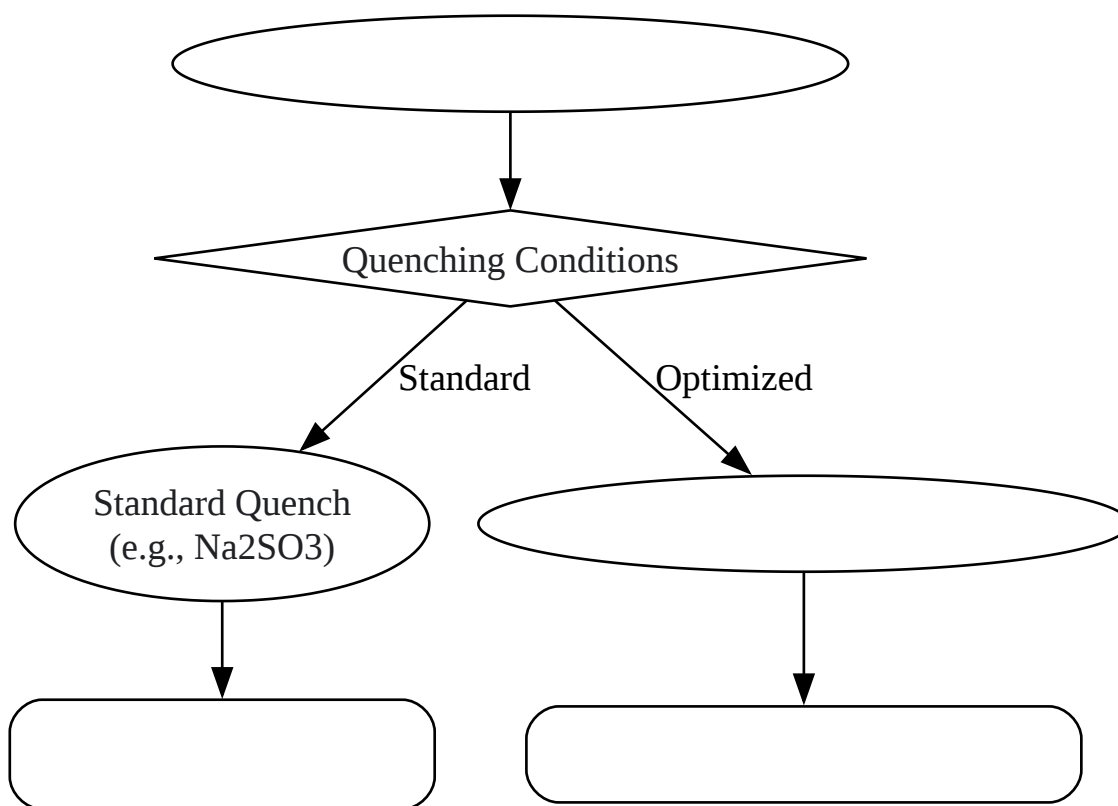 Quenching Conditions
Standard
Optimized
Standard Quench
(e.g., Na2SO3)